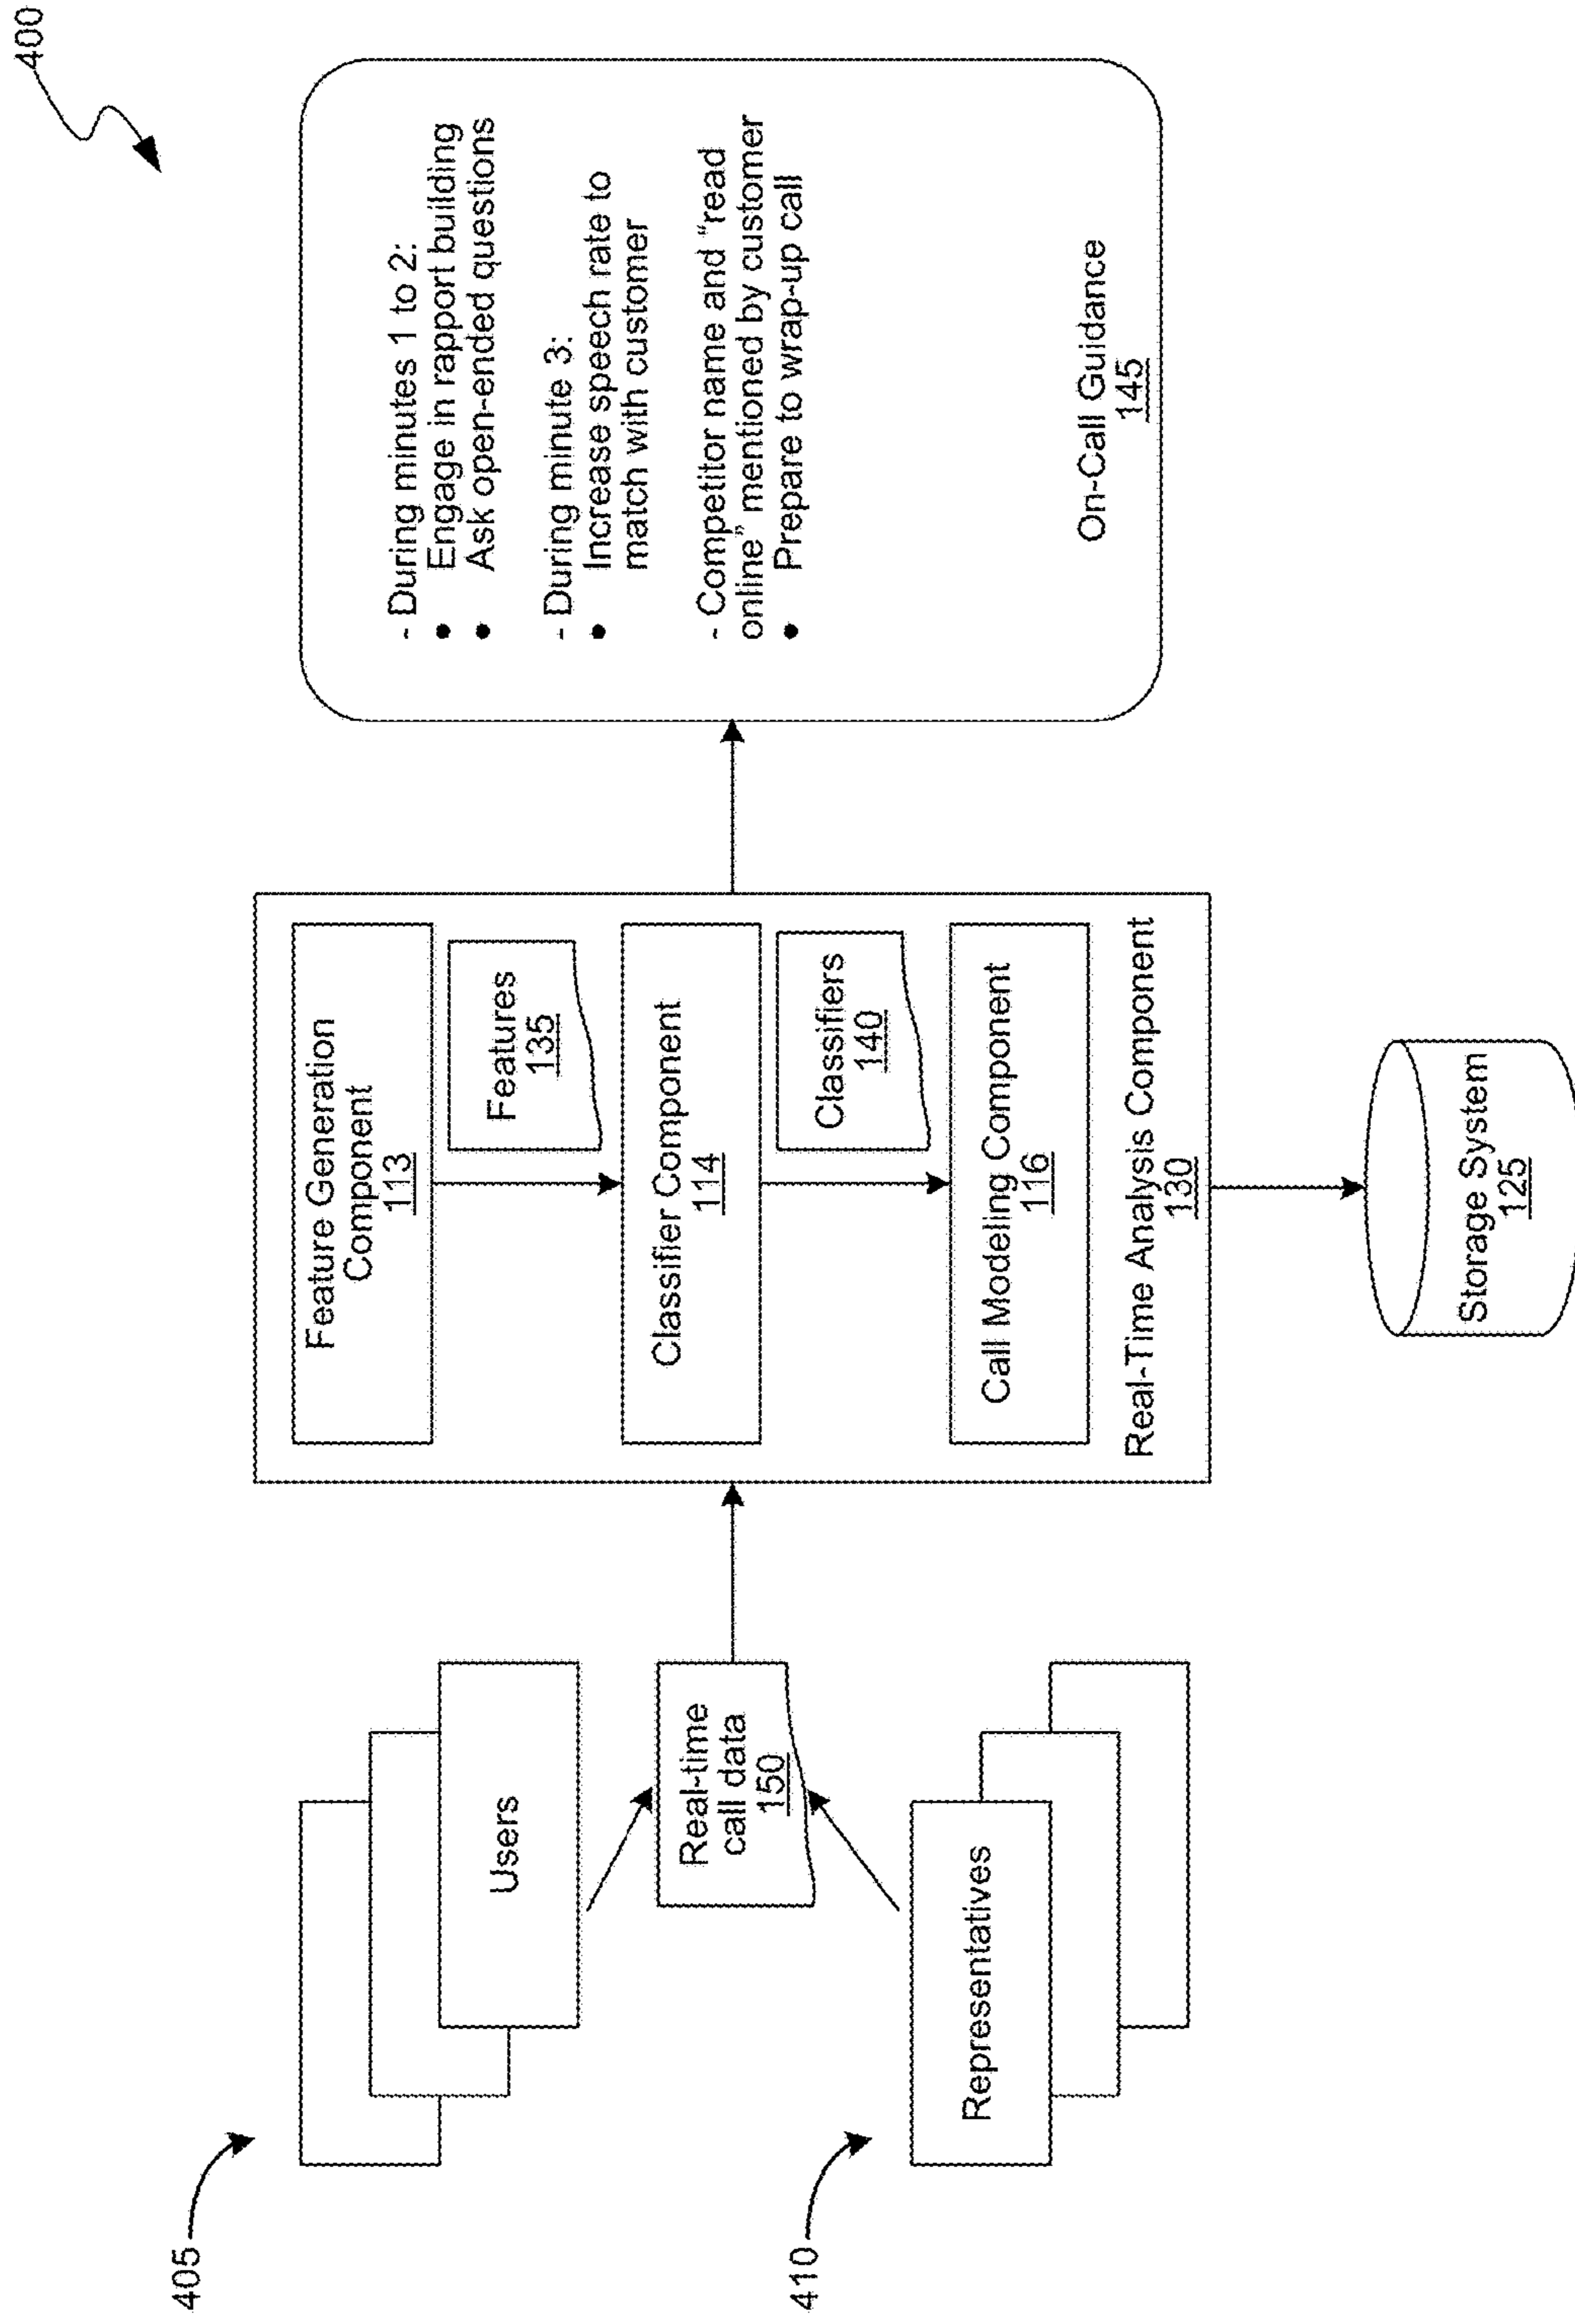 400
405
Users
Real-time
call data
150
410
Representatives
Feature Generation
Component
113
Features
135
Classifier Component
114
Classifiers
140
Call Modeling Component
116
Real-Time Analysis Component
130
Storage System
125
- During minutes 1 to 2:
• Engage in rapport building
• Ask open-ended questions
- During minute 3:
• Increase speech rate to
match with customer
- Competitor name and “read
online” mentioned by customer
• Prepare to wrap-up call
On-Call Guidance
145